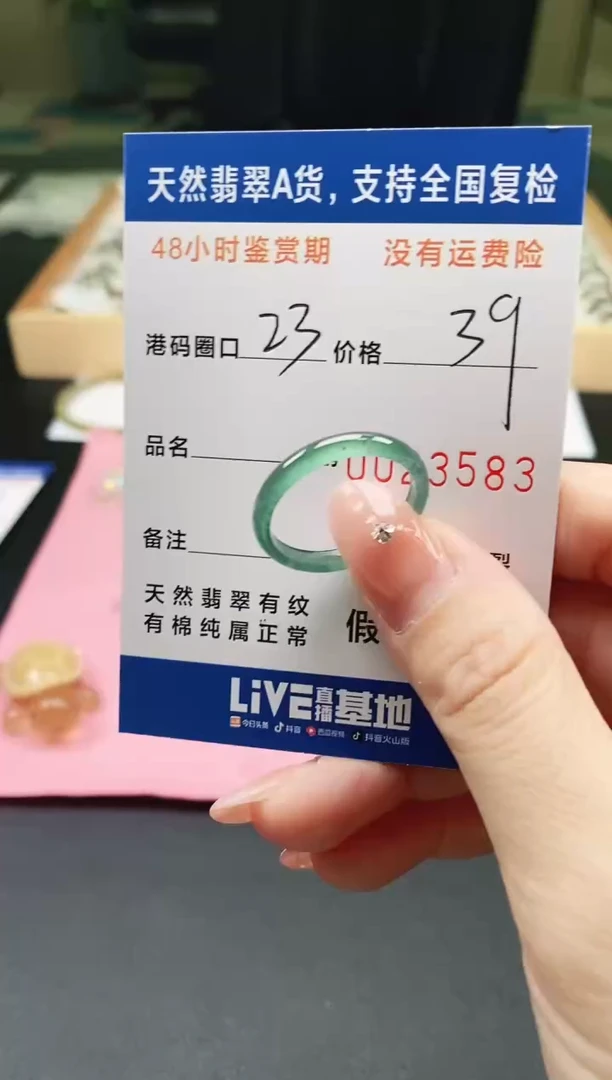 天然翡翠A货，支持全国复检
48小时鉴赏期 没有运费险
港码圈口 23 价格 39
品名 0023583
备注 裂
天然翡翠有纹
有棉纯属正常 假
LiVE直播基地
今日头条 抖音 西瓜视频 抖音火山版